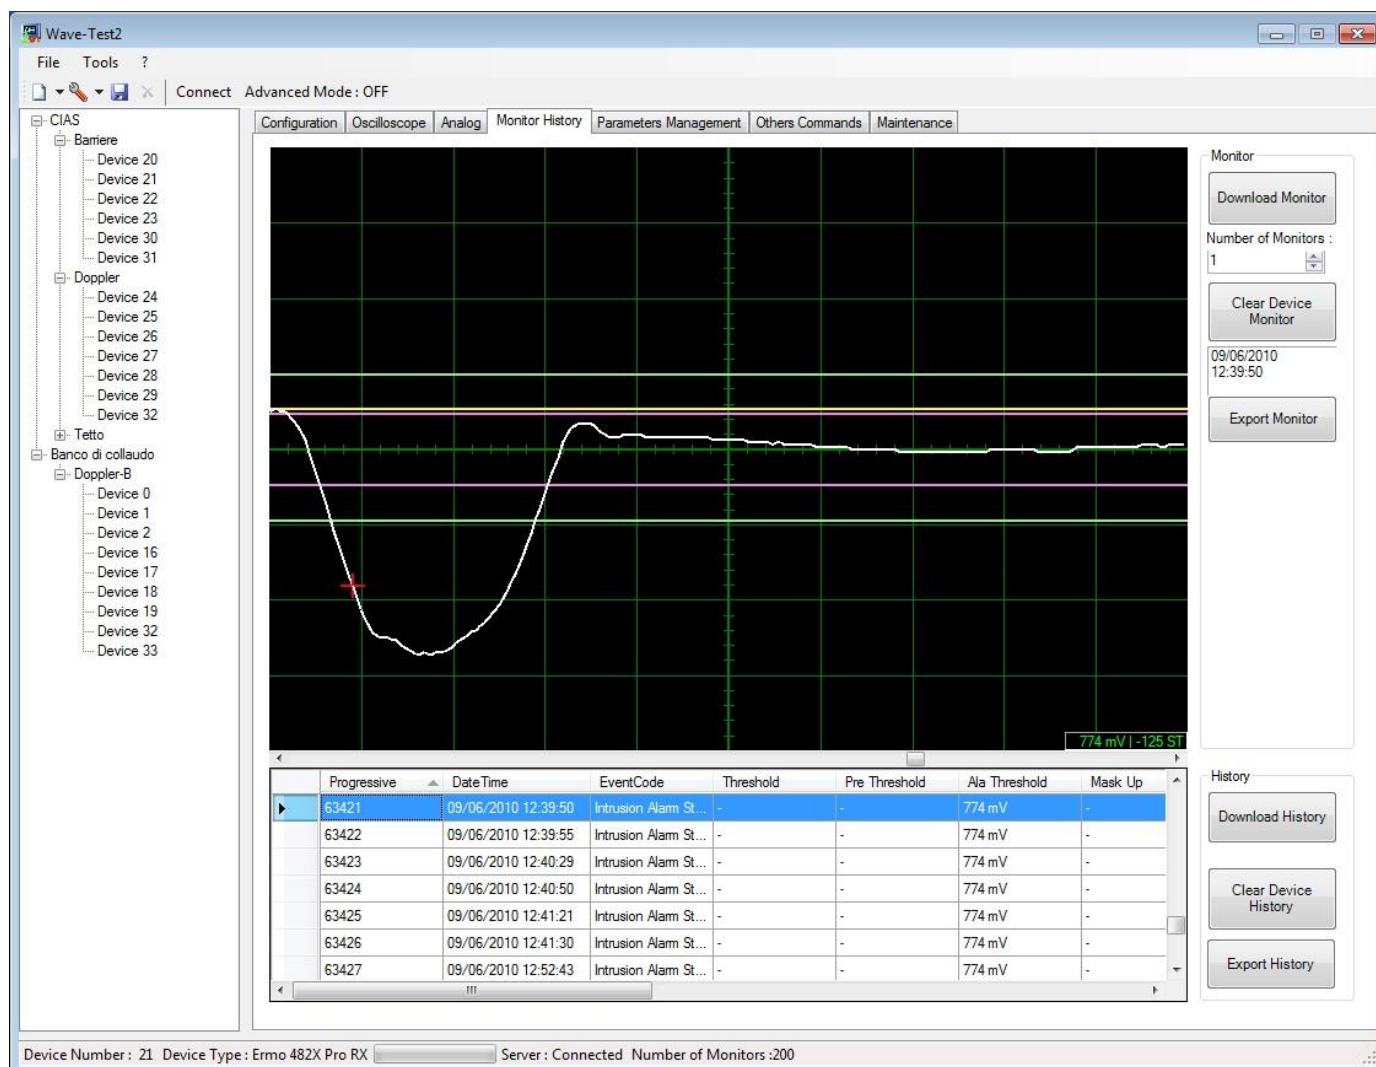 Wave-Test2
File Tools ?
Connect Advanced Mode : OFF
CIAS
Barriere
Device 20
Device 21
Device 22
Device 23
Device 30
Device 31
Doppler
Device 24
Device 25
Device 26
Device 27
Device 28
Device 29
Device 32
Tetto
Banco di collaudo
Doppler-B
Device 0
Device 1
Device 2
Device 16
Device 17
Device 18
Device 19
Device 32
Device 33
Configuration Oscilloscope Analog Monitor History Parameters Management Others Commands Maintenance
774 mV | -125 ST
Monitor
Download Monitor
Number of Monitors :
1
Clear Device
Monitor
09/06/2010
12:39:50
Export Monitor
Progressive DateTime EventCode Threshold Pre Threshold Ala Threshold Mask Up
63421 09/06/2010 12:39:50 Intrusion Alarm St... - - 774 mV -
63422 09/06/2010 12:39:55 Intrusion Alarm St... - - 774 mV -
63423 09/06/2010 12:40:29 Intrusion Alarm St... - - 774 mV -
63424 09/06/2010 12:40:50 Intrusion Alarm St... - - 774 mV -
63425 09/06/2010 12:41:21 Intrusion Alarm St... - - 774 mV -
63426 09/06/2010 12:41:30 Intrusion Alarm St... - - 774 mV -
63427 09/06/2010 12:52:43 Intrusion Alarm St... - - 774 mV -
History
Download History
Clear Device
History
Export History
Device Number : 21 Device Type : Ermo 482X Pro RX Server : Connected Number of Monitors :200